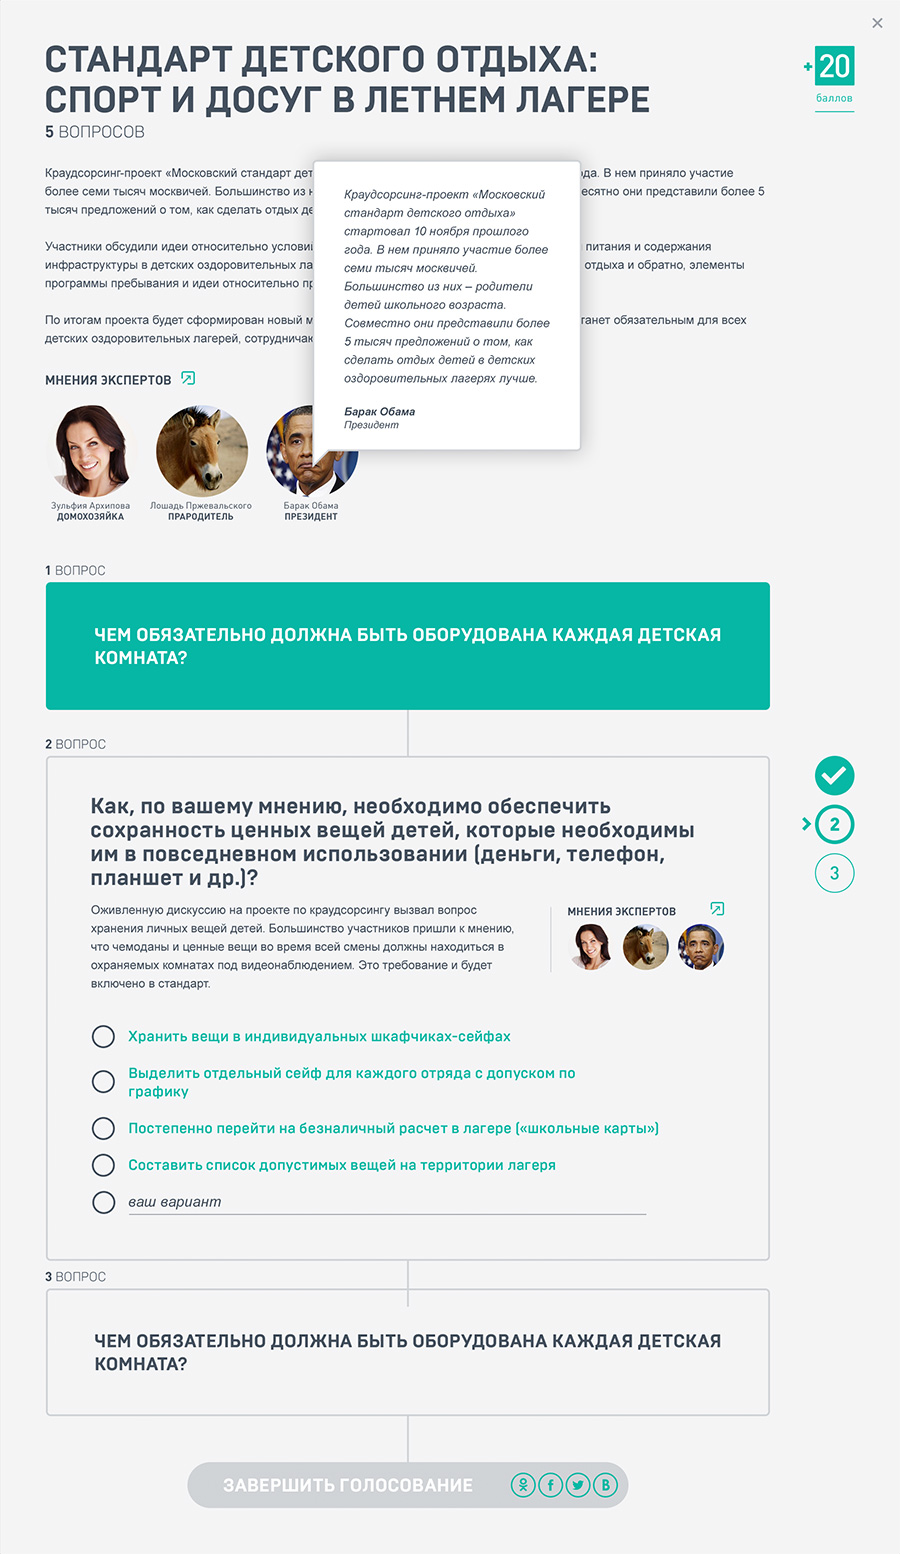 СТАНДАРТ ДЕТСКОГО ОТДЫХА:
СПОРТ И ДОСУГ В ЛЕТНЕМ ЛАГЕРЕ
5 ВОПРОСОВ
+20
баллов
Краудсорсинг-проект «Московский стандарт дет
ода. В нем приняло участие
более семи тысяч москвичей. Большинство из н
есятно они представили более 5
тысяч предложений о том, как сделать отдых де
Участники обсудили идеи относительно услови
питания и содержания
инфраструктуры в детских оздоровительных ла
отдыха и обратно, элементы
программы пребывания и идеи относительно пр
По итогам проекта будет сформирован новый м
танет обязательным для всех
детских оздоровительных лагерей, сотруднича
Краудсорсинг-проект «Московский
стандарт детского отдыха»
стартовал 10 ноября прошлого
года. В нем приняло участие более
семи тысяч москвичей.
Большинство из них – родители
детей школьного возраста.
Совместно они представили более
5 тысяч предложений о том, как
сделать отдых детей в детских
оздоровительных лагерях лучше.
Барак Обама
Президент
МНЕНИЯ ЭКСПЕРТОВ
Зульфия Архипова
ДОМОХОЗЯЙКА
Лошадь Пржевальского
ПРАРОДИТЕЛЬ
Барак Обама
ПРЕЗИДЕНТ
1 ВОПРОС
ЧЕМ ОБЯЗАТЕЛЬНО ДОЛЖНА БЫТЬ ОБОРУДОВАНА КАЖДАЯ ДЕТСКАЯ
КОМНАТА?
2 ВОПРОС
Как, по вашему мнению, необходимо обеспечить
сохранность ценных вещей детей, которые необходимы
им в повседневном использовании (деньги, телефон,
планшет и др.)?
2
3
Оживленную дискуссию на проекте по краудсорсингу вызвал вопрос
хранения личных вещей детей. Большинство участников пришли к мнению,
что чемоданы и ценные вещи во время всей смены должны находиться в
охраняемых комнатах под видеонаблюдением. Это требование и будет
включено в стандарт.
МНЕНИЯ ЭКСПЕРТОВ
Хранить вещи в индивидуальных шкафчиках-сейфах
Выделить отдельный сейф для каждого отряда с допуском по
графику
Постепенно перейти на безналичный расчет в лагере («школьные карты»)
Составить список допустимых вещей на территории лагеря
ваш вариант
3 ВОПРОС
ЧЕМ ОБЯЗАТЕЛЬНО ДОЛЖНА БЫТЬ ОБОРУДОВАНА КАЖДАЯ ДЕТСКАЯ
КОМНАТА?
ЗАВЕРШИТЬ ГОЛОСОВАНИЕ